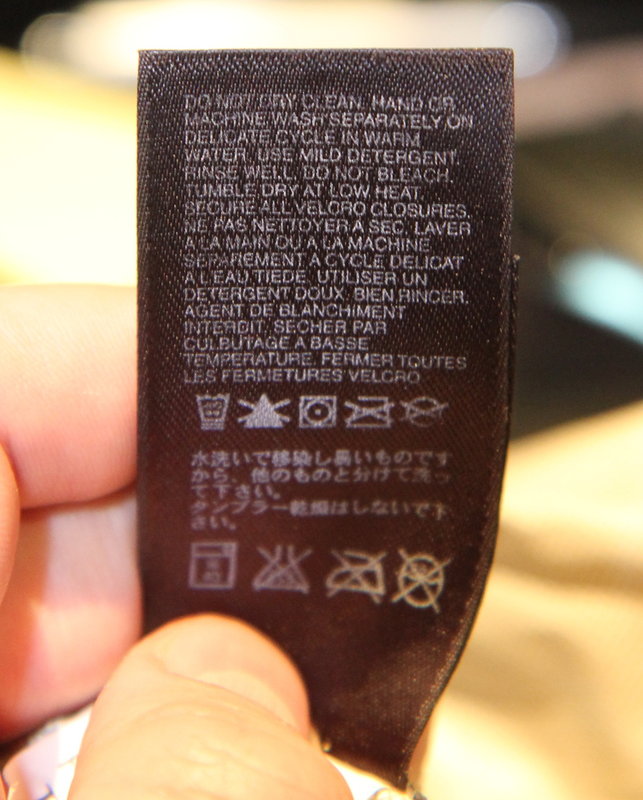 DO NOT DRY CLEAN. HAND OR
MACHINE WASH SEPARATELY ON
DELICATE CYCLE IN WARM
WATER. USE MILD DETERGENT.
RINSE WELL. DO NOT BLEACH.
TUMBLE DRY AT LOW HEAT.
SECURE ALL VELCRO CLOSURES.
NE PAS NETTOYER A SEC. LAVER
A LA MAIN OU A LA MACHINE
SEPAREMENT A CYCLE DELICAT
A L'EAU TIEDE. UTILISER UN
DETERGENT DOUX. BIEN RINCER.
AGENT DE BLANCHIMENT
INTERDIT. SECHER PAR
CULBUTAGE A BASSE
TEMPERATURE. FERMER TOUTES
LES FERMETURES VELCRO
水洗いで移染し易いものです
から、他のものと分けて洗っ
て下さい。
タンブラー乾燥はしないで下
さい。